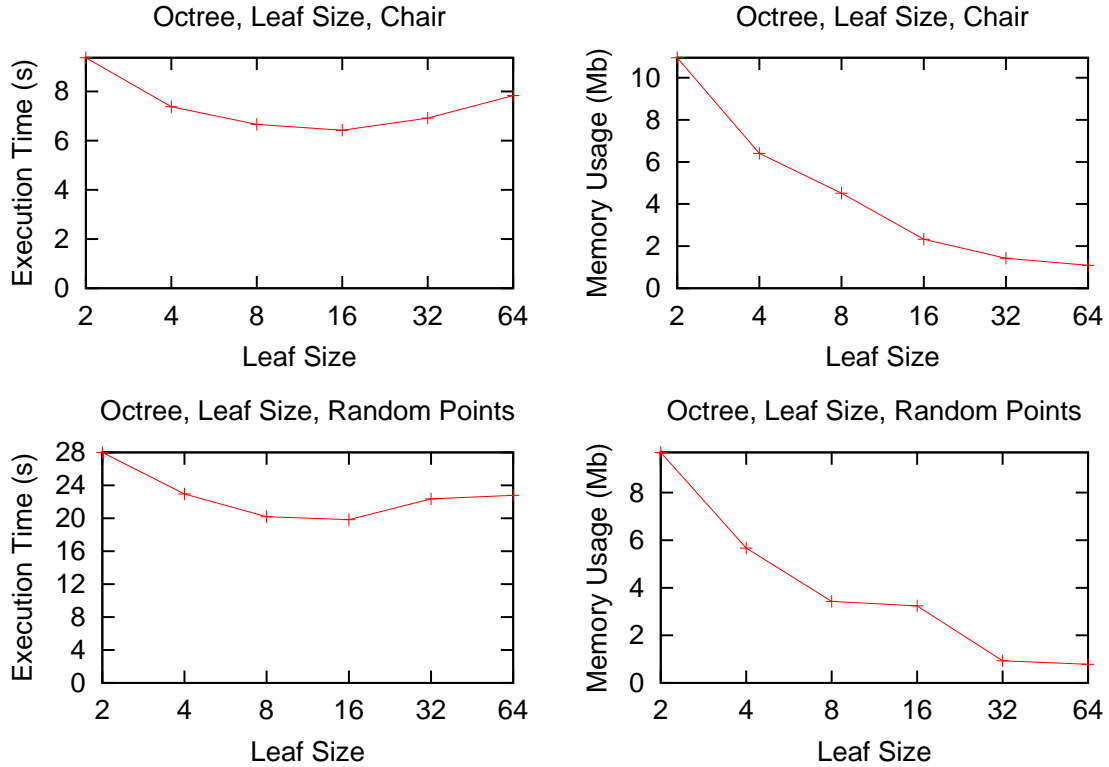 Octree, Leaf Size, Chair
Execution Time (s)
8
6
4
2
0
2 4 8 16 32 64
Leaf Size
Octree, Leaf Size, Chair
Memory Usage (Mb)
10
8
6
4
2
0
2 4 8 16 32 64
Leaf Size
Octree, Leaf Size, Random Points
Execution Time (s)
28
24
20
16
12
8
4
0
2 4 8 16 32 64
Leaf Size
Octree, Leaf Size, Random Points
Memory Usage (Mb)
8
6
4
2
0
2 4 8 16 32 64
Leaf Size